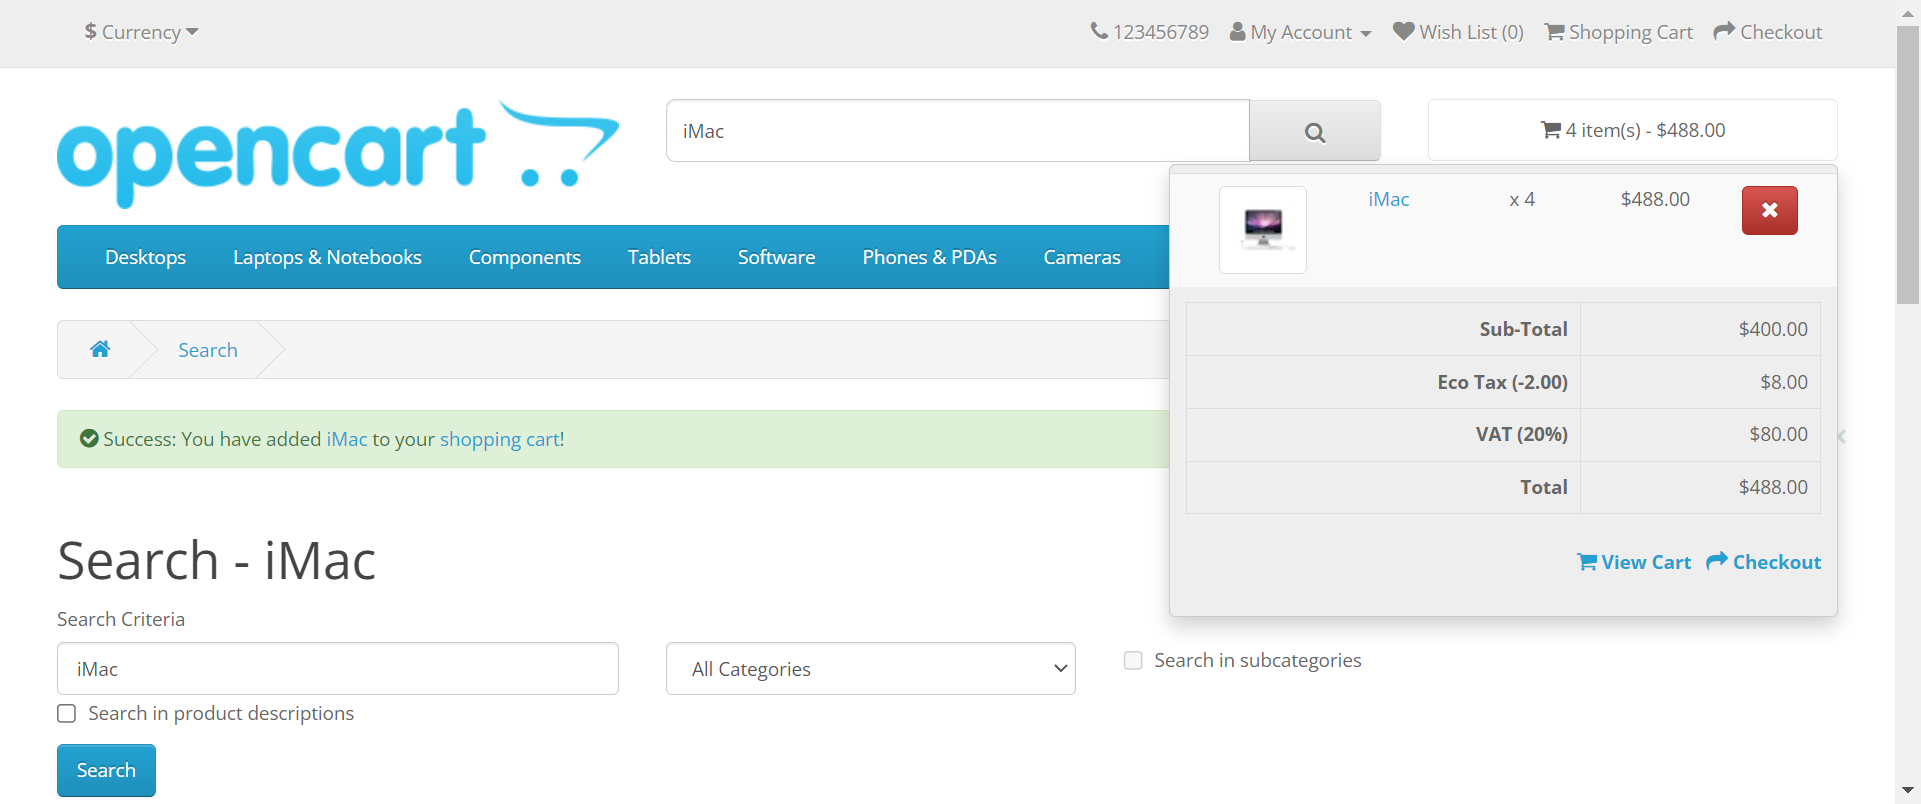 $ Currency
123456789 My Account Wish List (0) Shopping Cart Checkout
opencart
iMac
4 item(s) - $488.00
iMac x 4 $488.00
Desktops Laptops & Notebooks Components Tablets Software Phones & PDAs Cameras
Search
Sub-Total $400.00
Eco Tax (-2.00) $8.00
VAT (20%) $80.00
Total $488.00
View Cart Checkout
Success: You have added iMac to your shopping cart!
Search - iMac
Search Criteria
iMac
All Categories
Search in subcategories
Search in product descriptions
Search